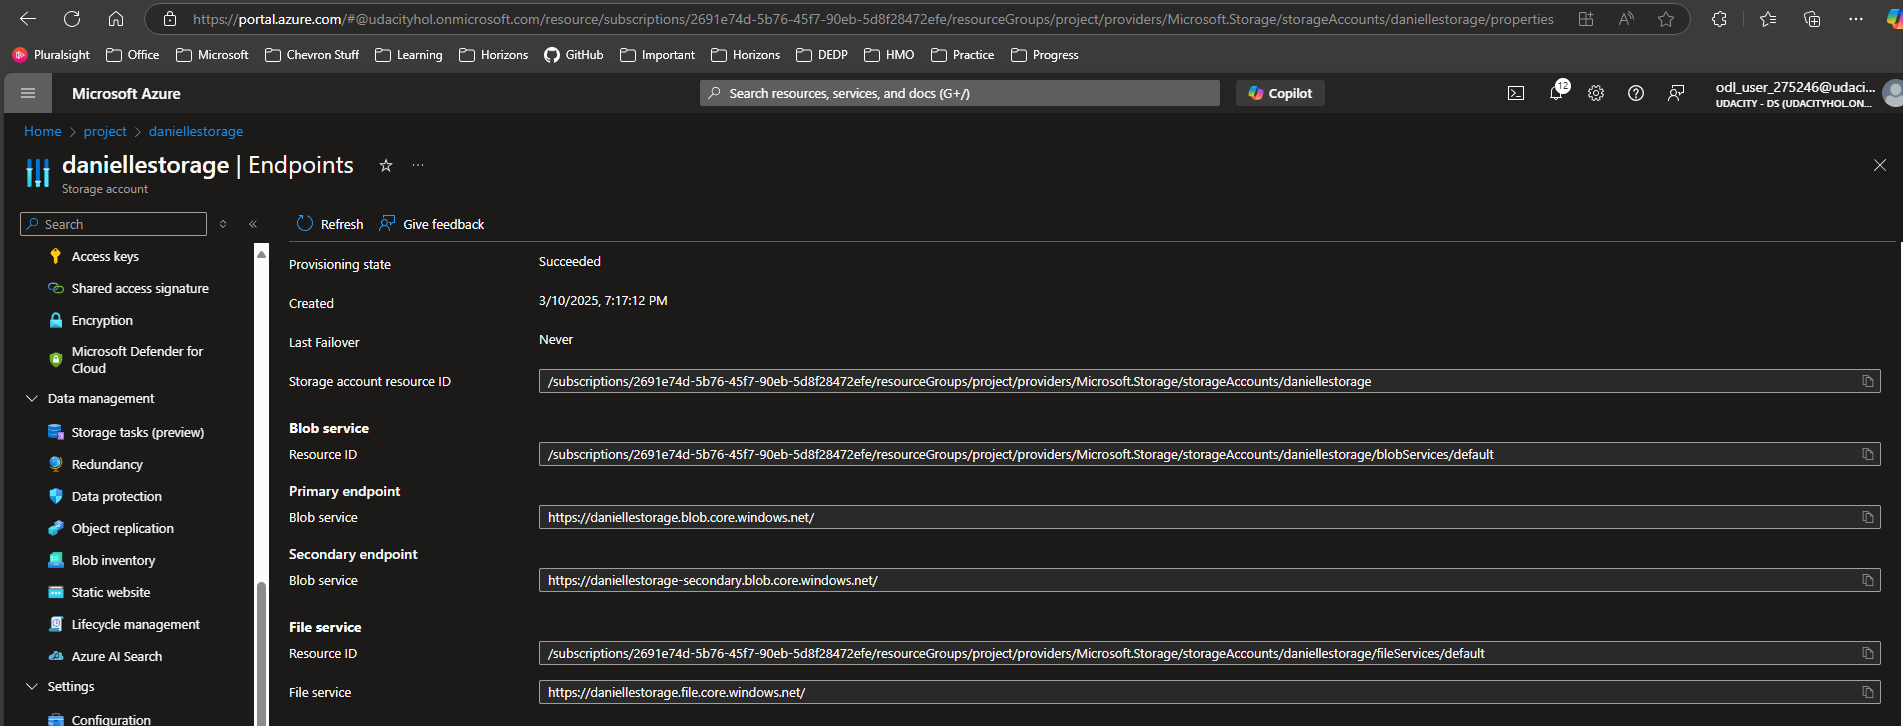 https://portal.azure.com/#@udacityhol.onmicrosoft.com/resource/subscriptions/2691e74d-5b76-45f7-90eb-5d8f28472efe/resourceGroups/project/providers/Microsoft.Storage/storageAccounts/daniellestorage/properties
Pluralsight Office Microsoft Chevron Stuff Learning Horizons GitHub Important Horizons DEDP HMO Practice Progress
Microsoft Azure
Search resources, services, and docs (G+/)
Copilot
12
odl_user_275246@udaci...
UDACITY - DS (UDACITYHOL.ON...
Home > project > daniellestorage
daniellestorage | Endpoints
Storage account
Search
Refresh
Give feedback
Access keys
Shared access signature
Encryption
Microsoft Defender for
Cloud
Data management
Storage tasks (preview)
Redundancy
Data protection
Object replication
Blob inventory
Static website
Lifecycle management
Azure AI Search
Settings
Configuration
Provisioning state Succeeded
Created 3/10/2025, 7:17:12 PM
Last Failover Never
Storage account resource ID /subscriptions/2691e74d-5b76-45f7-90eb-5d8f28472efe/resourceGroups/project/providers/Microsoft.Storage/storageAccounts/daniellestorage
Blob service
Resource ID /subscriptions/2691e74d-5b76-45f7-90eb-5d8f28472efe/resourceGroups/project/providers/Microsoft.Storage/storageAccounts/daniellestorage/blobServices/default
Primary endpoint
Blob service https://daniellestorage.blob.core.windows.net/
Secondary endpoint
Blob service https://daniellestorage-secondary.blob.core.windows.net/
File service
Resource ID /subscriptions/2691e74d-5b76-45f7-90eb-5d8f28472efe/resourceGroups/project/providers/Microsoft.Storage/storageAccounts/daniellestorage/fileServices/default
File service https://daniellestorage.file.core.windows.net/